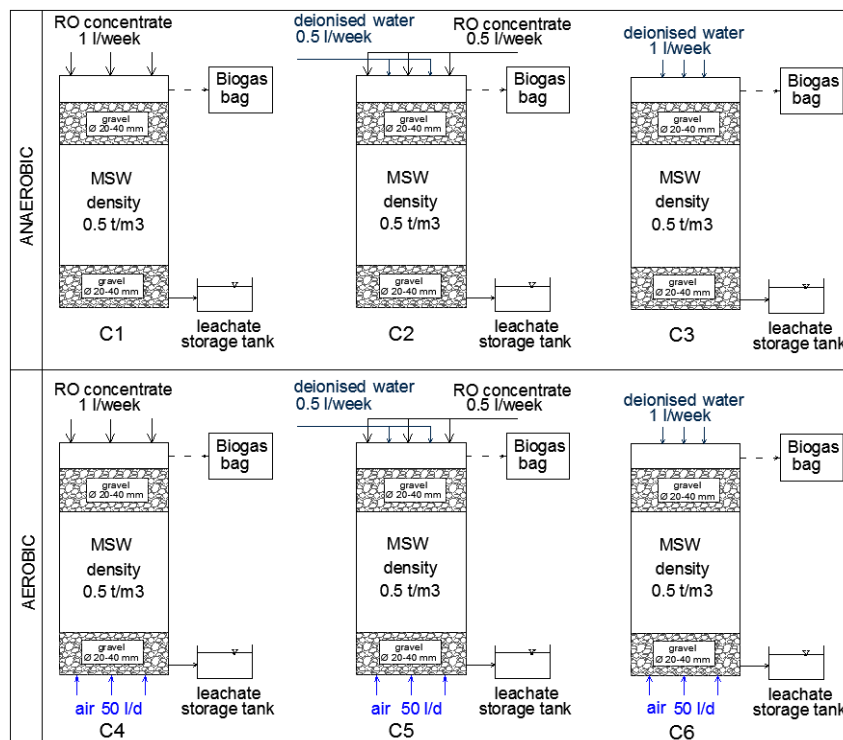 RO concentrate
1 l/week
Biogas
bag
gravel
Ø 20-40 mm
MSW
density
0.5 t/m3
gravel
Ø 20-40 mm
leachate
storage tank
C1
deionised water
0.5 l/week
RO concentrate
0.5 l/week
Biogas
bag
gravel
Ø 20-40 mm
MSW
density
0.5 t/m3
gravel
Ø 20-40 mm
leachate
storage tank
C2
deionised water
1 l/week
Biogas
bag
gravel
Ø 20-40 mm
MSW
density
0.5 t/m3
gravel
Ø 20-40 mm
leachate
storage tank
C3
ANAEROBIC
RO concentrate
1 l/week
Biogas
bag
gravel
Ø 20-40 mm
MSW
density
0.5 t/m3
gravel
Ø 20-40 mm
leachate
storage tank
air 50 l/d
C4
deionised water
0.5 l/week
RO concentrate
0.5 l/week
Biogas
bag
gravel
Ø 20-40 mm
MSW
density
0.5 t/m3
gravel
Ø 20-40 mm
leachate
storage tank
air 50 l/d
C5
deionised water
1 l/week
Biogas
bag
gravel
Ø 20-40 mm
MSW
density
0.5 t/m3
gravel
Ø 20-40 mm
leachate
storage tank
air 50 l/d
C6
AEROBIC